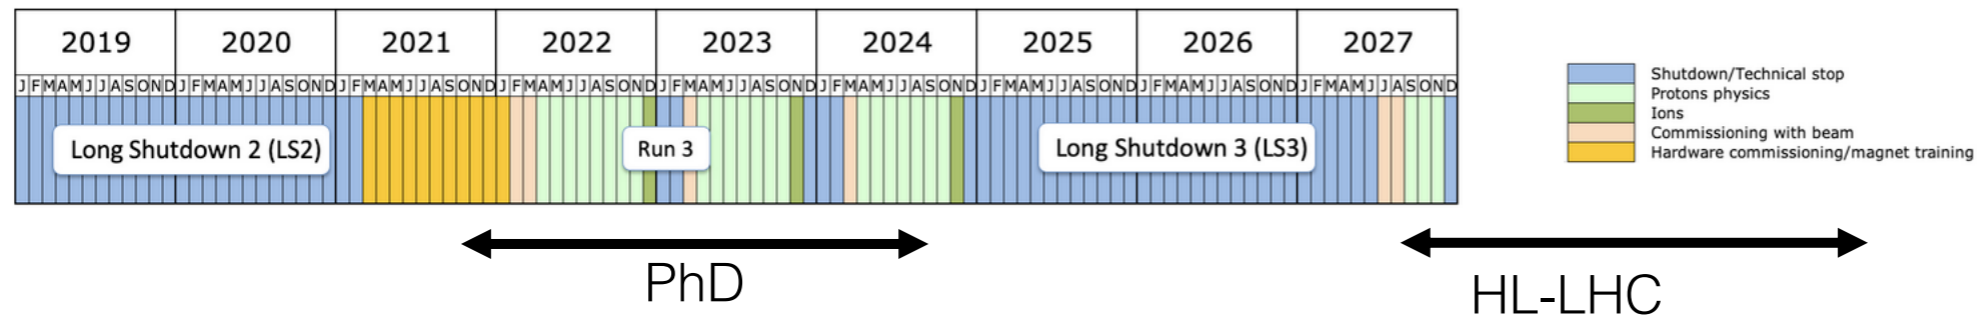 2019 2020 2021 2022 2023 2024 2025 2026 2027
J F M A M J J A S O N D J F M A M J J A S O N D J F M A M J J A S O N D J F M A M J J A S O N D J F M A M J J A S O N D J F M A M J J A S O N D J F M A M J J A S O N D J F M A M J J A S O N D J F M A M J J A S O N D
Long Shutdown 2 (LS2) Run 3 Long Shutdown 3 (LS3)
Shutdown/Technical stop
Protons physics
Ions
Commissioning with beam
Hardware commissioning/magnet training
PhD HL-LHC